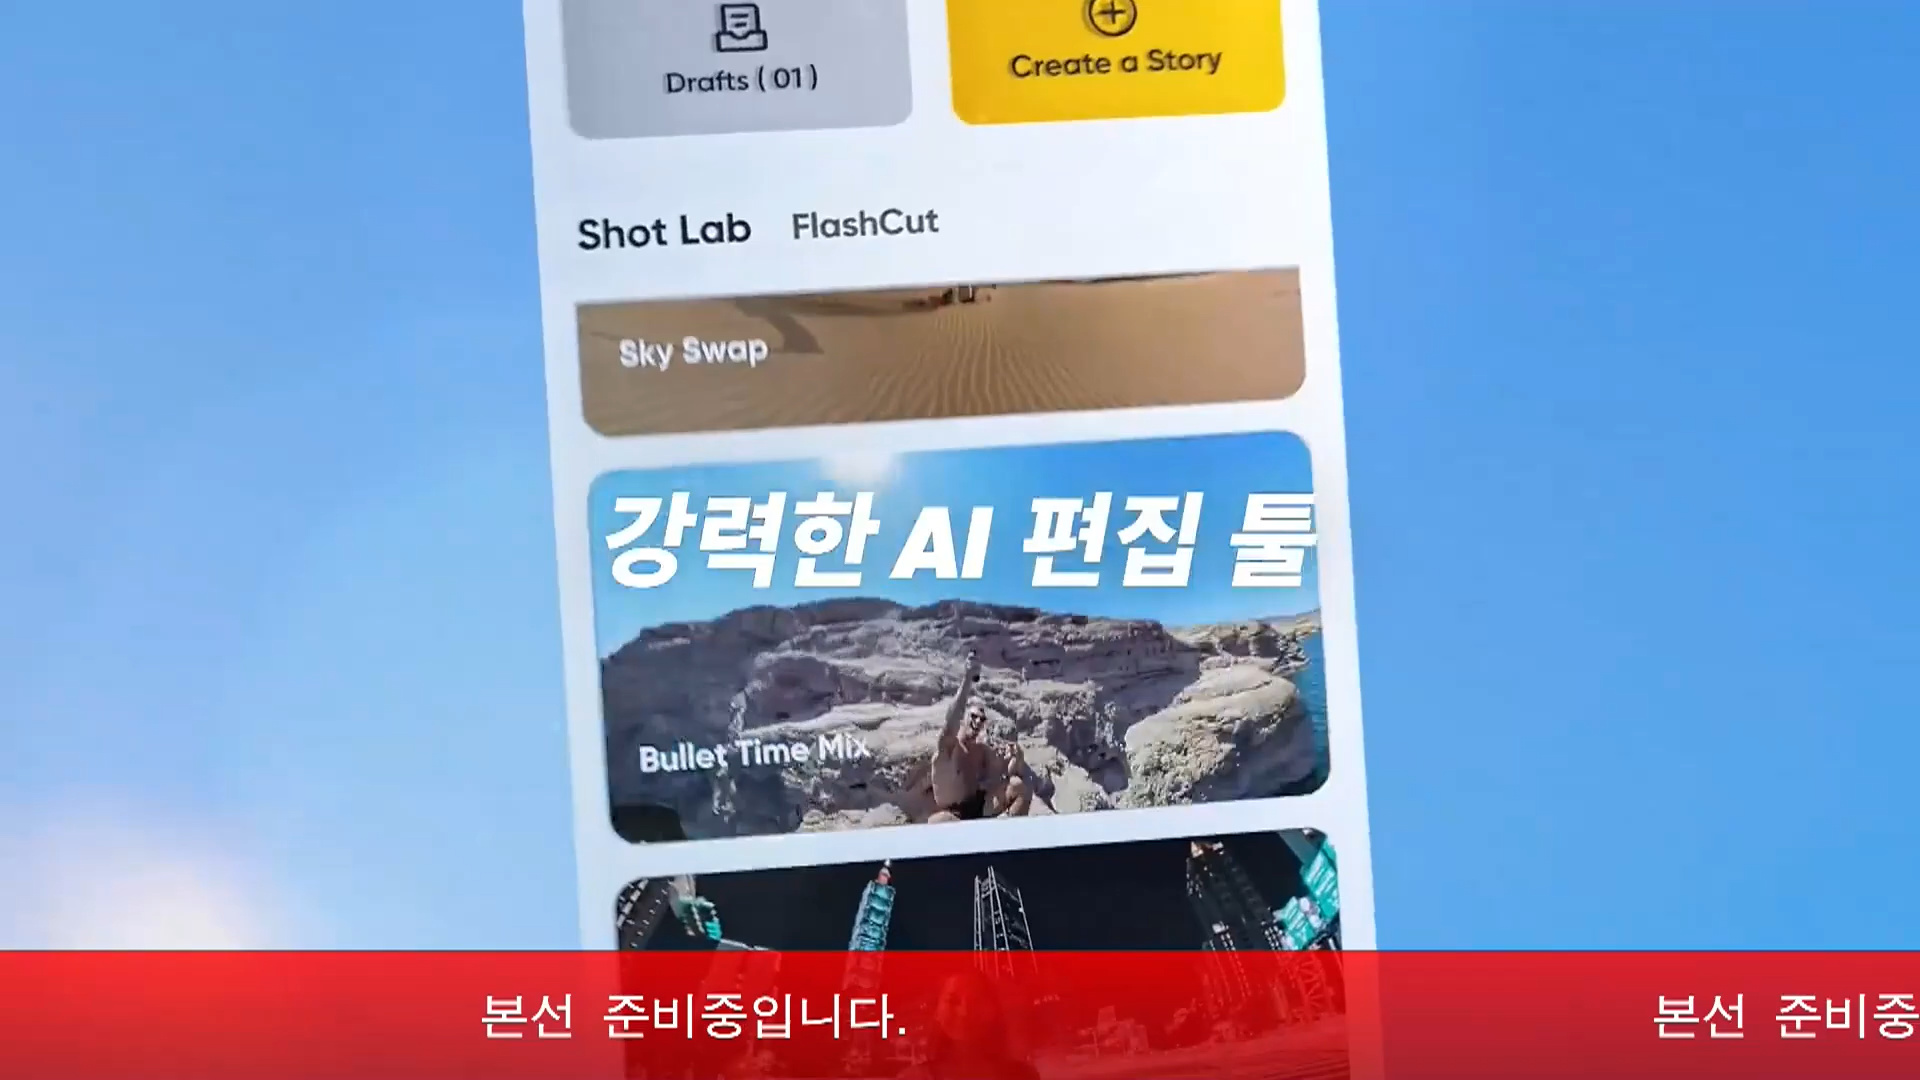 Drafts ( 01 )
Create a Story
Shot Lab
FlashCut
Sky Swap
강력한 AI 편집 툴
Bullet Time Mix
본선 준비중입니다.
본선 준비중